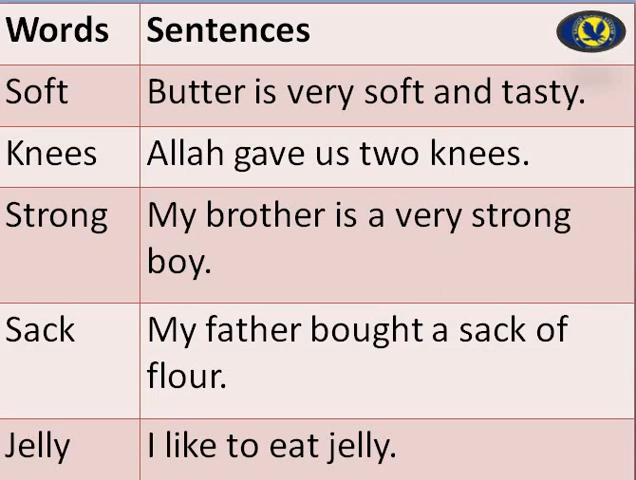 Words Sentences
Soft Butter is very soft and tasty.
Knees Allah gave us two knees.
Strong My brother is a very strong
boy.
Sack My father bought a sack of
flour.
Jelly I like to eat jelly.